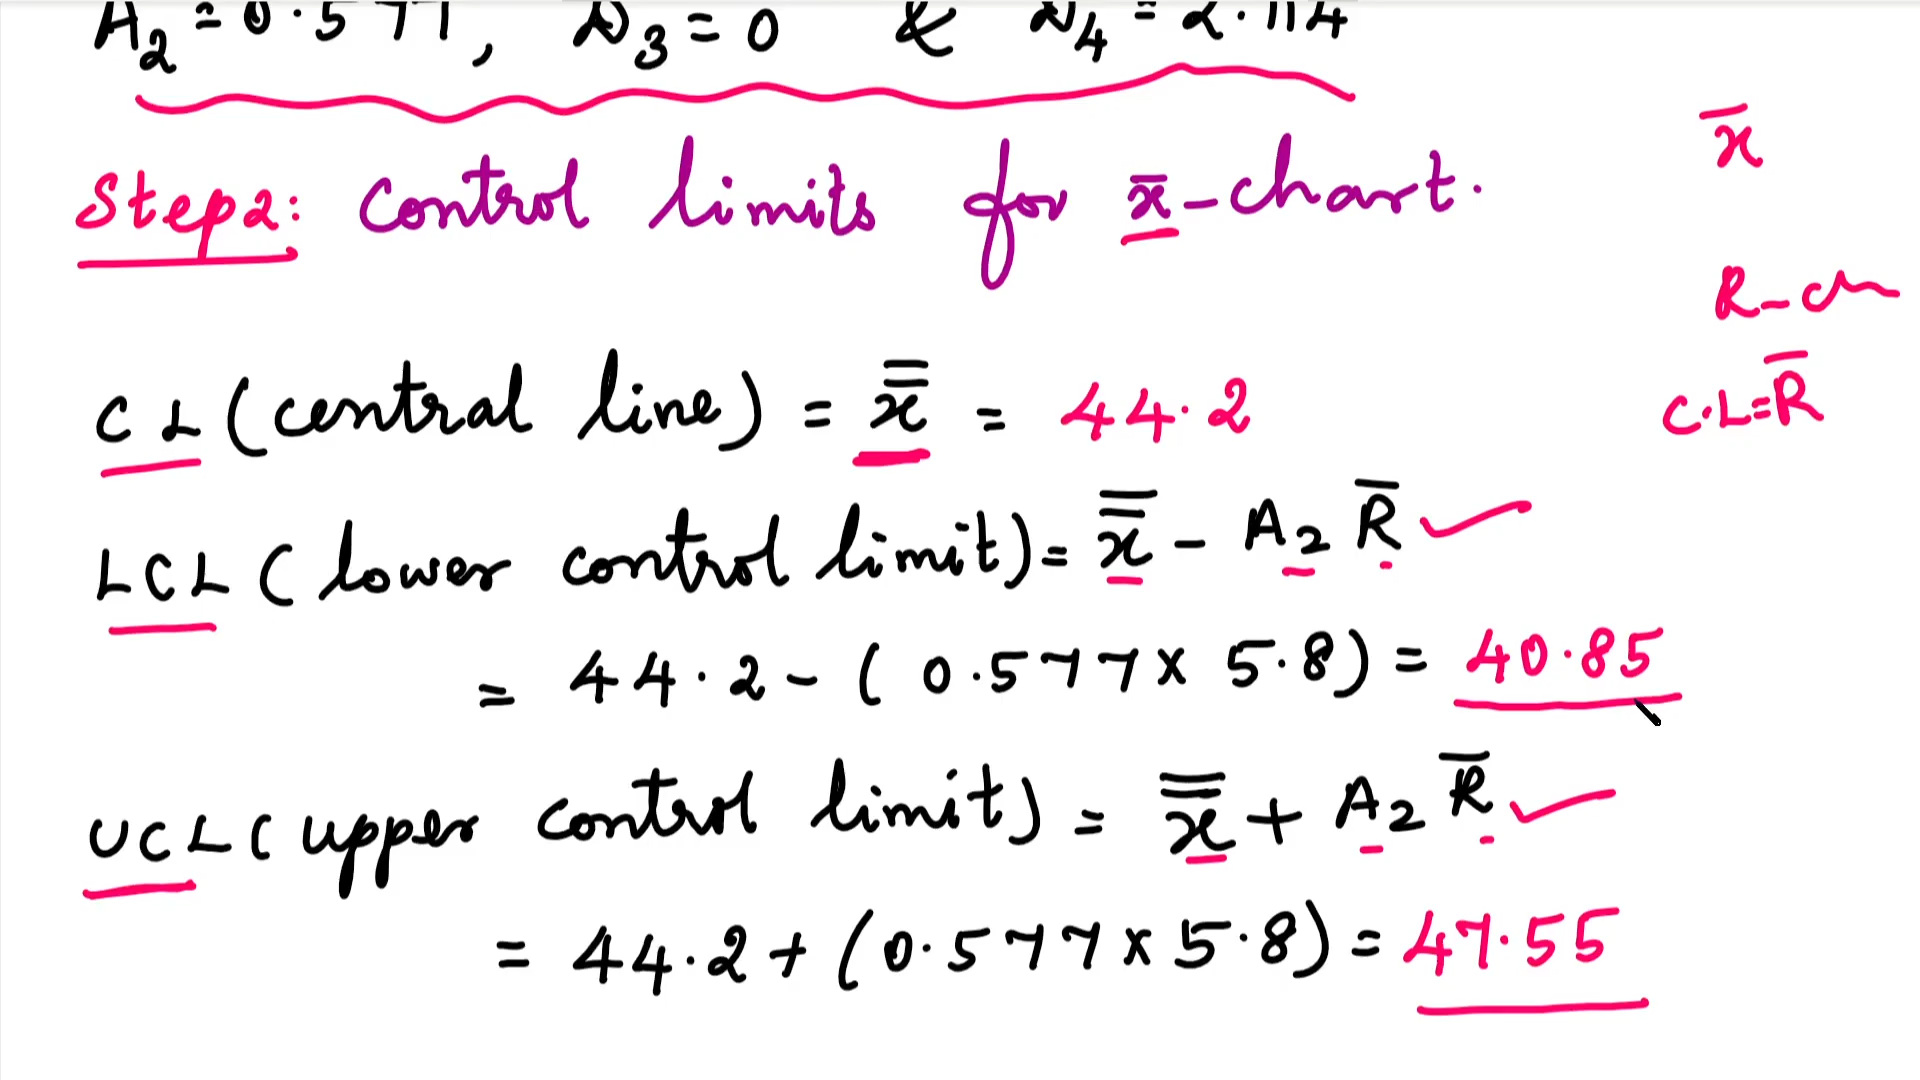 A₂ = 0.577, D₃ = 0 & D₄ = 2.114
Step2: Control limits for x̄-chart.
CL (central line) = x̿ = 44.2
LCL (lower control limit) = x̿ - A₂ R̄
= 44.2 - (0.577 x 5.8) = 40.85
UCL (upper control limit) = x̿ + A₂ R̄
= 44.2 + (0.577 x 5.8) = 47.55
x̄
R-ch
C.L = R̄